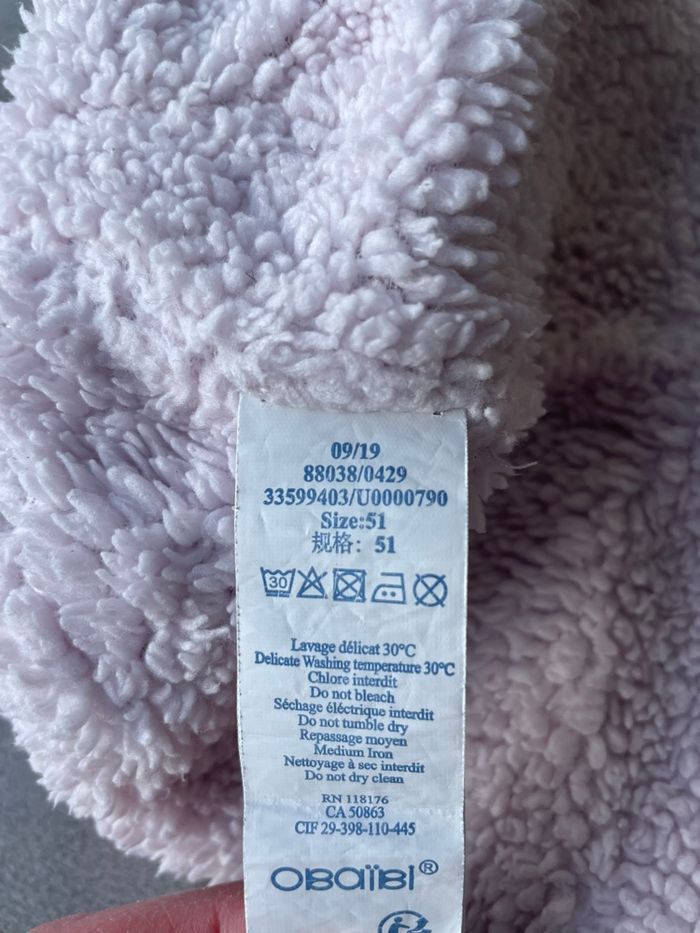 09/19
88038/0429
33599403/U0000790
Size:51
规格：51
30
Lavage délicat 30°C
Delicate Washing temperature 30°C
Chlore interdit
Do not bleach
Séchage électrique interdit
Do not tumble dry
Repassage moyen
Medium Iron
Nettoyage à sec interdit
Do not dry clean
RN 118176
CA 50863
CIF 29-398-110-445
OBaïBi®